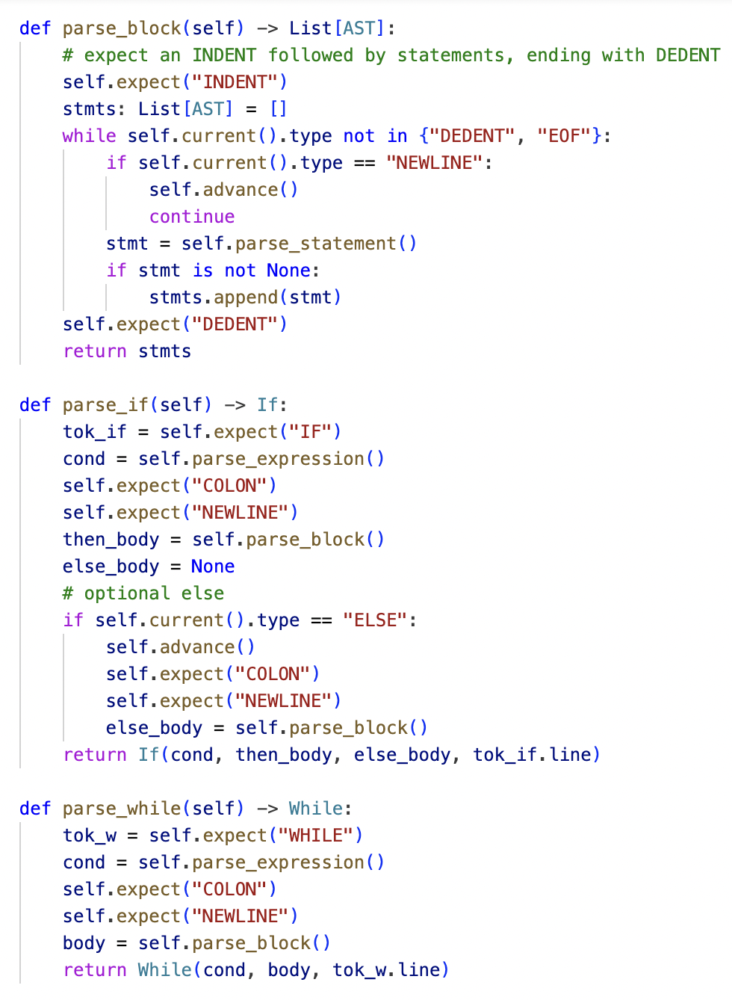 def parse_block(self) -> List[AST]:
    # expect an INDENT followed by statements, ending with DEDENT
    self.expect("INDENT")
    stmts: List[AST] = []
    while self.current().type not in {"DEDENT", "EOF"}:
        if self.current().type == "NEWLINE":
            self.advance()
            continue
        stmt = self.parse_statement()
        if stmt is not None:
            stmts.append(stmt)
    self.expect("DEDENT")
    return stmts

def parse_if(self) -> If:
    tok_if = self.expect("IF")
    cond = self.parse_expression()
    self.expect("COLON")
    self.expect("NEWLINE")
    then_body = self.parse_block()
    else_body = None
    # optional else
    if self.current().type == "ELSE":
        self.advance()
        self.expect("COLON")
        self.expect("NEWLINE")
        else_body = self.parse_block()
    return If(cond, then_body, else_body, tok_if.line)

def parse_while(self) -> While:
    tok_w = self.expect("WHILE")
    cond = self.parse_expression()
    self.expect("COLON")
    self.expect("NEWLINE")
    body = self.parse_block()
    return While(cond, body, tok_w.line)